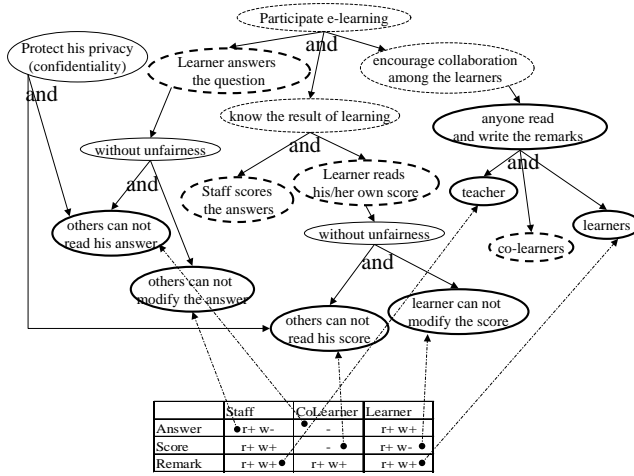 Participate e-learning
and
Protect his privacy
(confidentiality)
and
Learner answers
the question
encourage collaboration
among the learners
know the result of learning
anyone read
and write the remarks
without unfairness
and
and
and
Staff scores
the answers
Learner reads
his/her own score
teacher
others can not
read his answer
without unfairness
co-learners
learners
others can not
modify the answer
and
others can not
read his score
learner can not
modify the score
Staff CoLearner Learner
Answer r+ w- - r+ w+
Score r+ w+ - r+ w-
Remark r+ w+ r+ w+ r+ w+